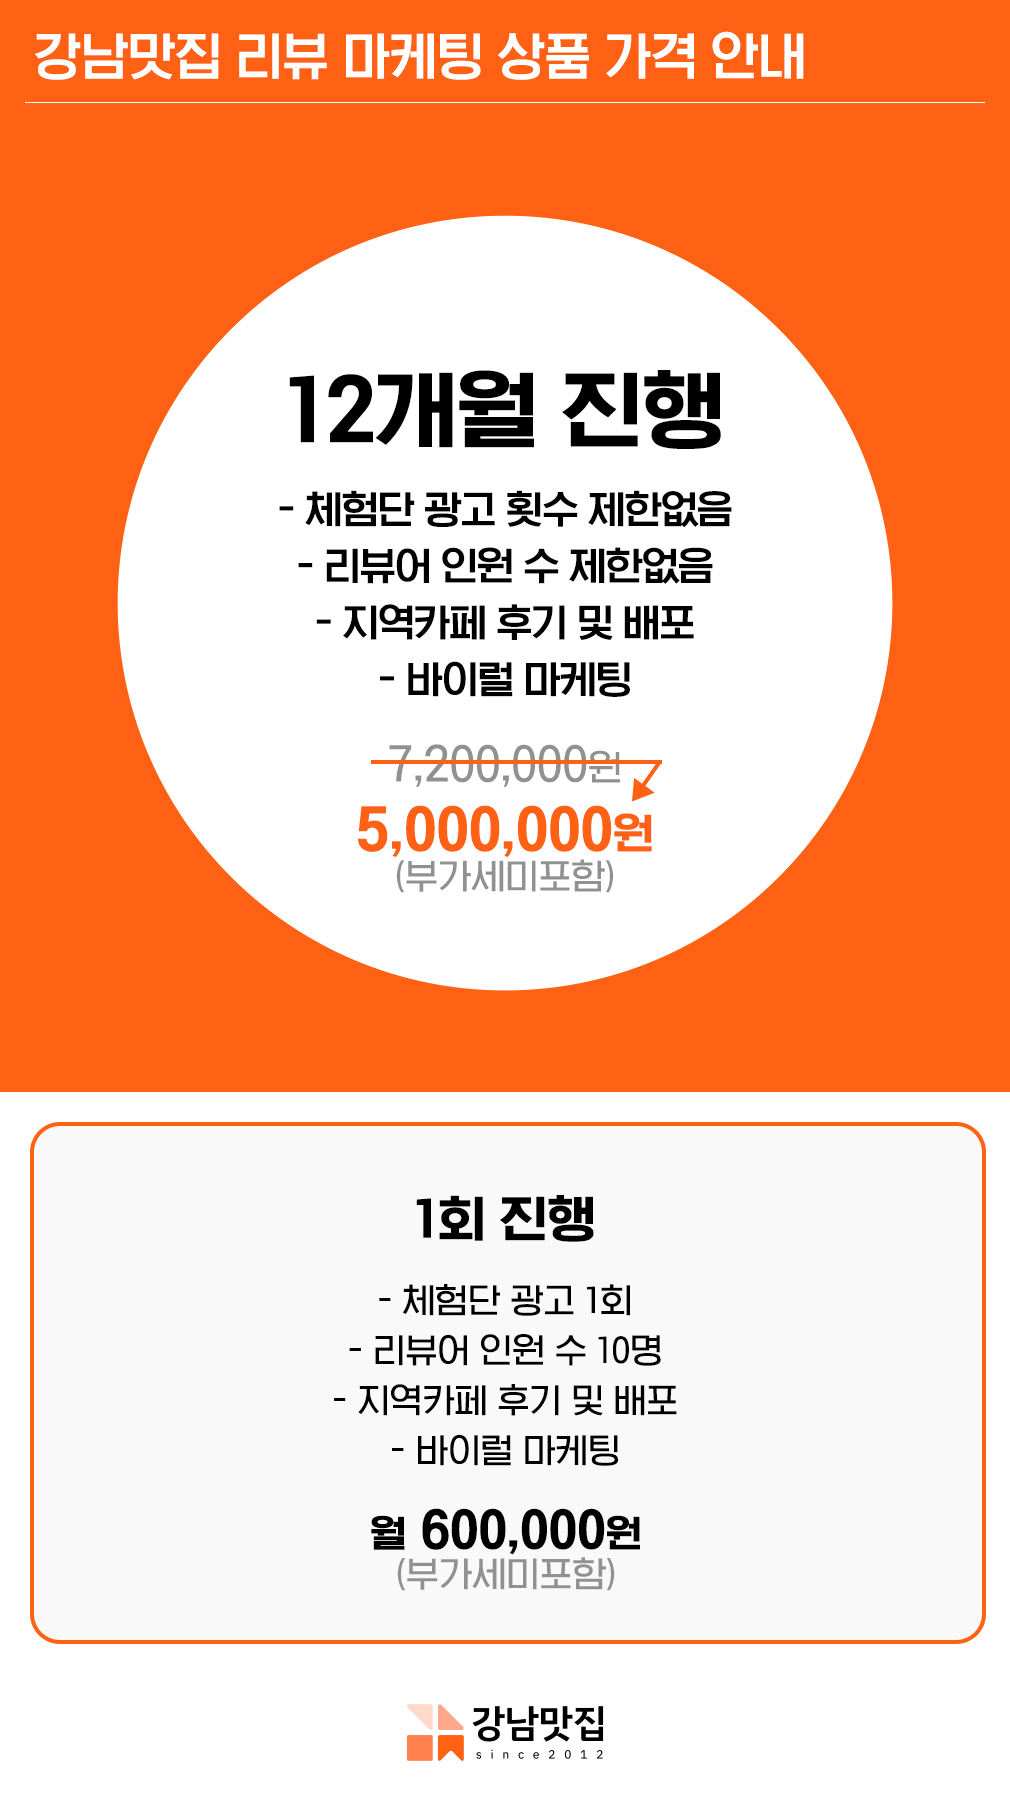 강남맛집 리뷰 마케팅 상품 가격 안내
12개월 진행
- 체험단 광고 횟수 제한없음
- 리뷰어 인원 수 제한없음
- 지역카페 후기 및 배포
- 바이럴 마케팅
7,200,000원
5,000,000원
(부가세미포함)
1회 진행
- 체험단 광고 1회
- 리뷰어 인원 수 10명
- 지역카페 후기 및 배포
- 바이럴 마케팅
월 600,000원
(부가세미포함)
강남맛집
since2012